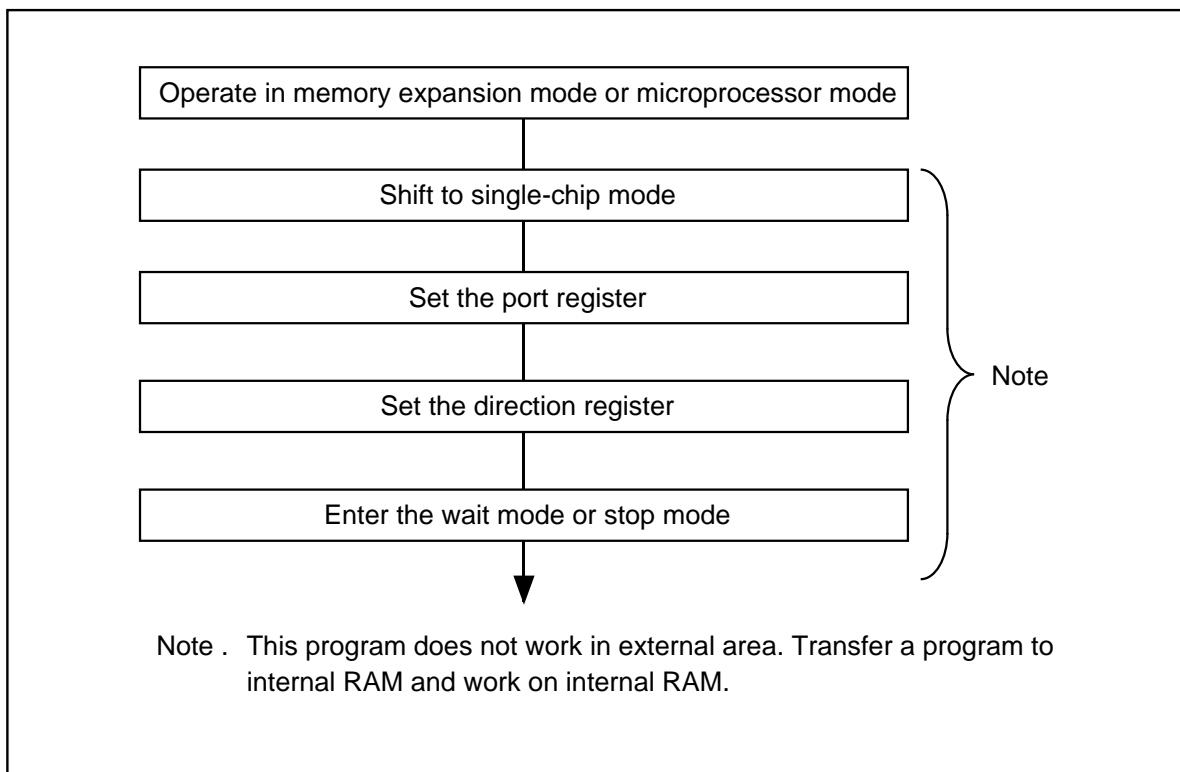 Operate in memory expansion mode or microprocessor mode
Shift to single-chip mode
Set the port register
Set the direction register
Note
Enter the wait mode or stop mode
Note . This program does not work in external area. Transfer a program to
internal RAM and work on internal RAM.